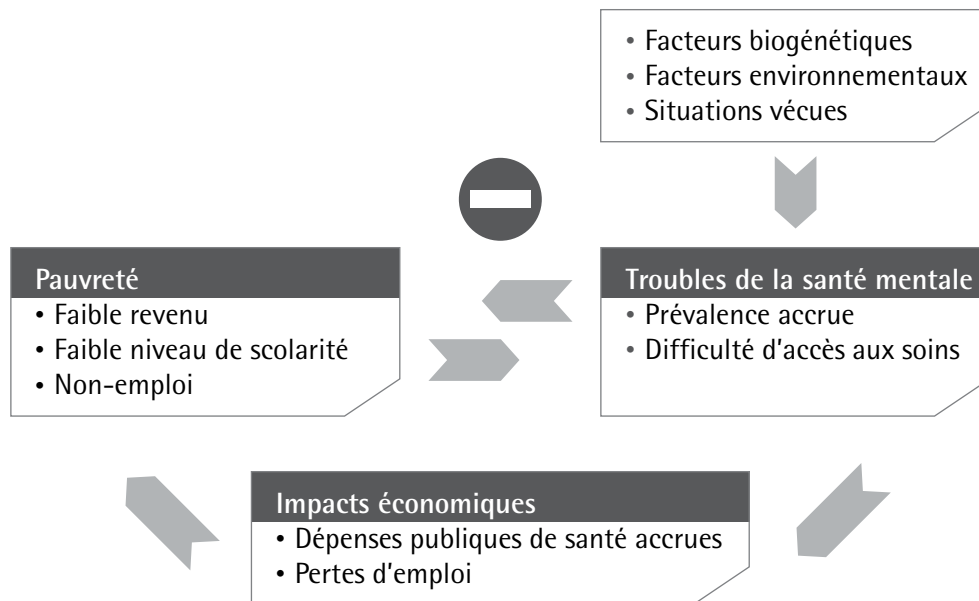 • Facteurs biogénétiques
• Facteurs environnementaux
• Situations vécues
Pauvreté
• Faible revenu
• Faible niveau de scolarité
• Non-emploi
Troubles de la santé mentale
• Prévalence accrue
• Difficulté d'accès aux soins
Impacts économiques
• Dépenses publiques de santé accrues
• Pertes d'emploi